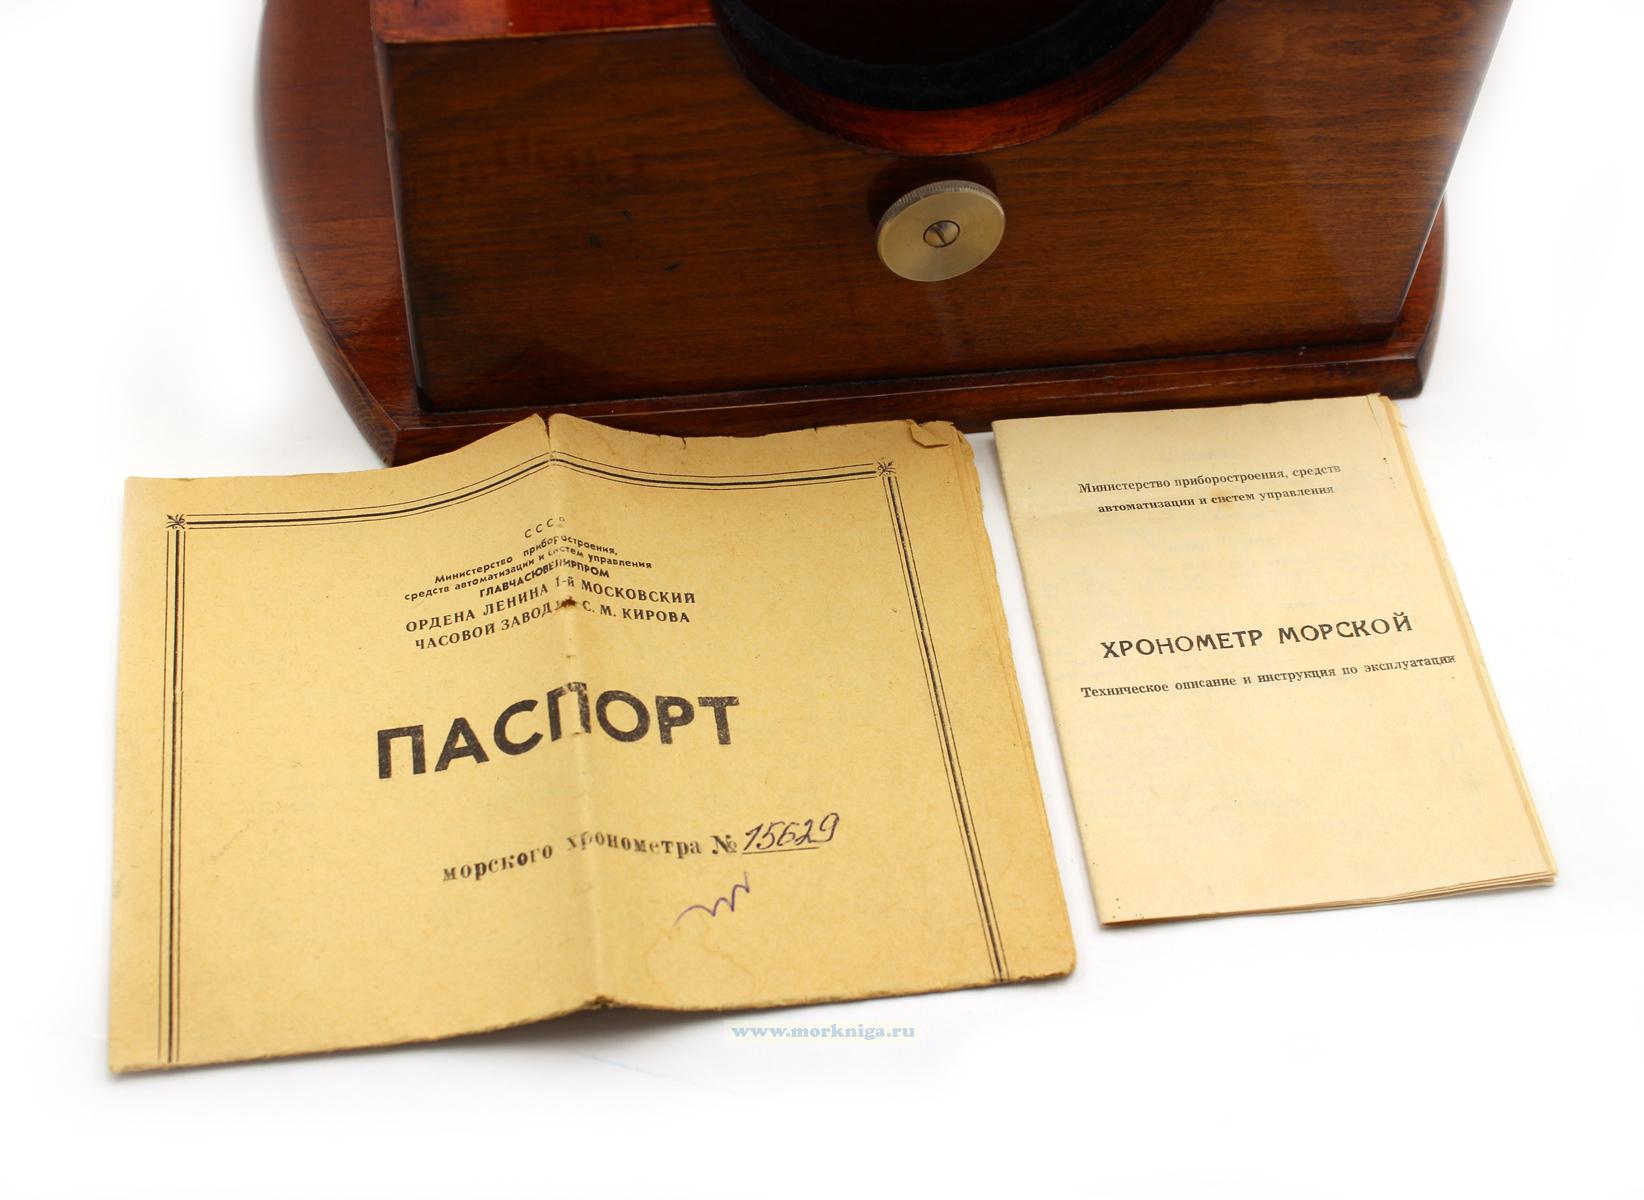 СССР
Министерство приборостроения,
средств автоматизации и систем управления
ГЛАВЧАСЮВЕЛИРПРОМ
ОРДЕНА ЛЕНИНА 1-й МОСКОВСКИЙ
ЧАСОВОЙ ЗАВОД С. М. КИРОВА
ПАСПОРТ
морского хронометра № 15629
Министерство приборостроения, средств
автоматизации и систем управления
ХРОНОМЕТР МОРСКОЙ
Техническое описание и инструкция по эксплуатации
www.morkniga.ru